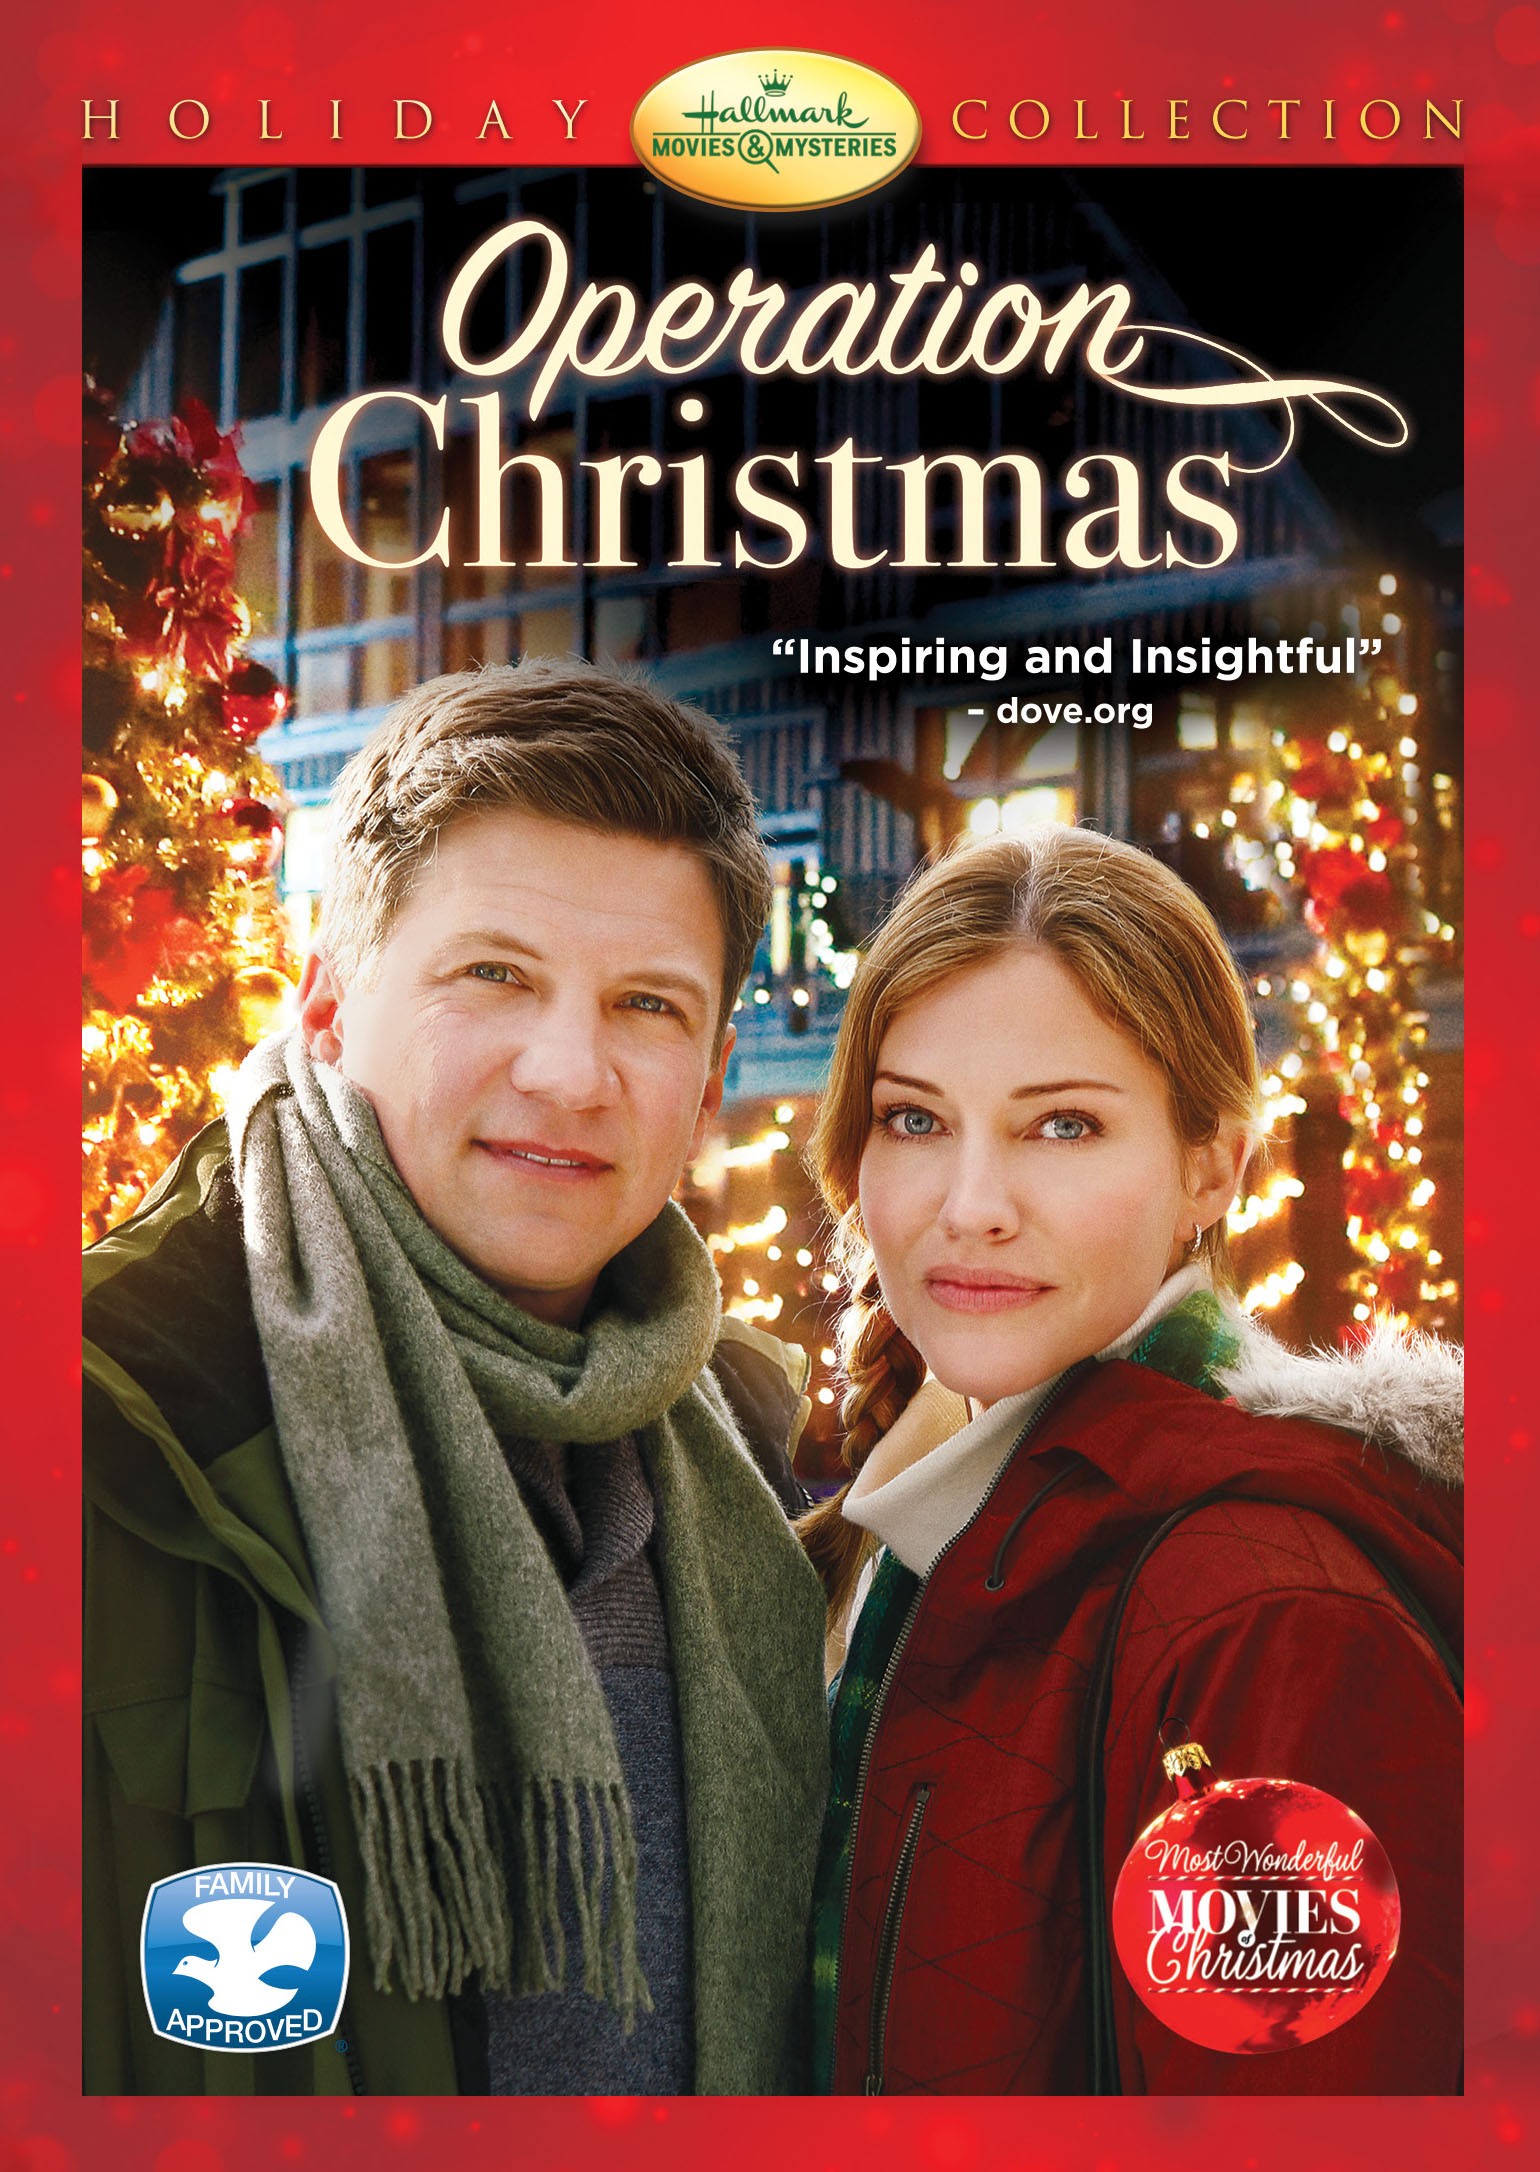 HOLIDAY Hallmark COLLECTION
MOVIES & MYSTERIES
Operation
Christmas
“Inspiring and Insightful”
– dove.org
FAMILY
APPROVED
®
Most Wonderful
MOVIES
of
Christmas